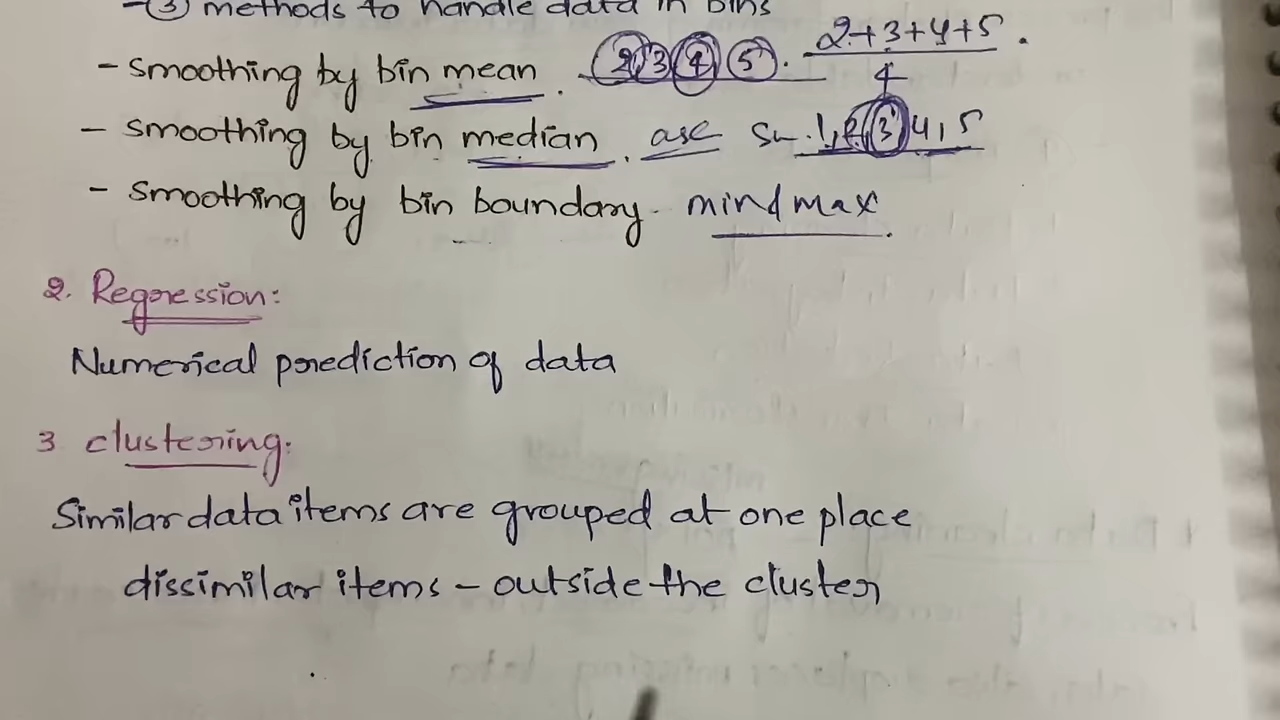 - ③ methods to handle data in bins
- Smoothing by bin mean. 2 3 4 5. 2+3+4+5 / 4.
- Smoothing by bin median. asc 1, 2, 3, 4, 5
- Smoothing by bin boundary. min max
2. Regression:
Numerical prediction of data
3 clustering.
Similar data items are grouped at one place
dissimilar items - outside the cluster